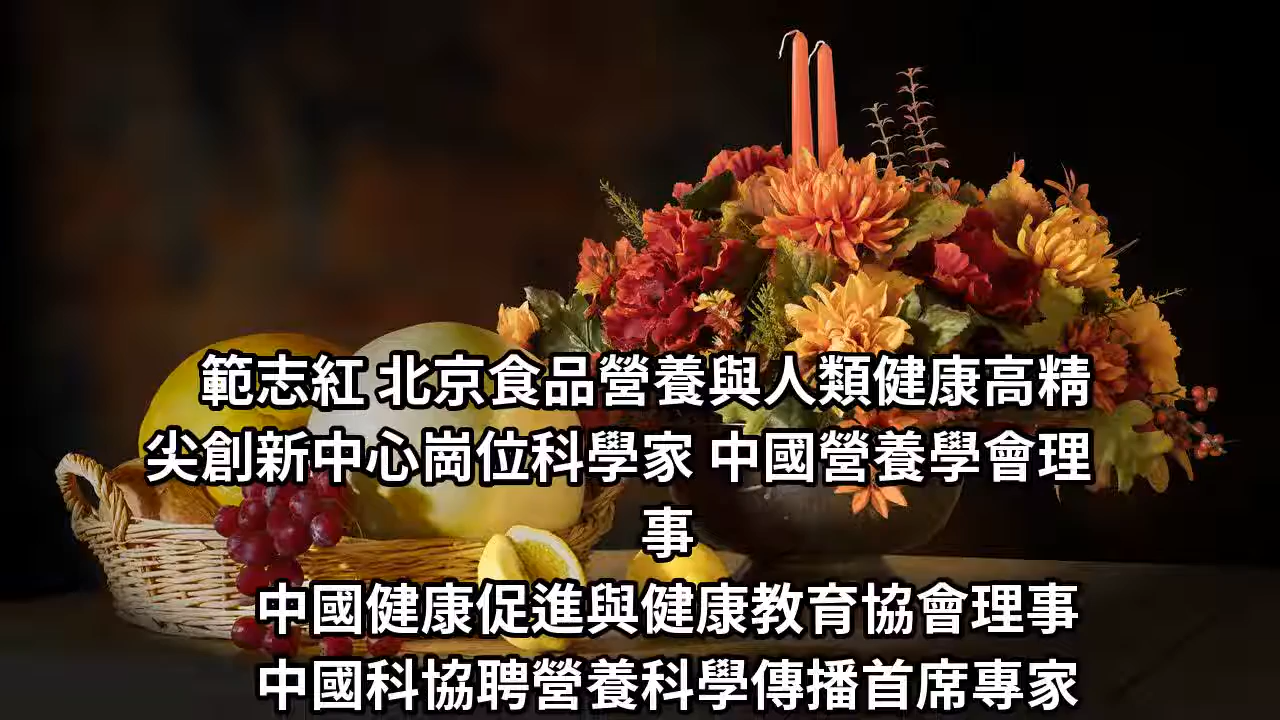 範志紅 北京食品營養與人類健康高精
尖創新中心崗位科學家 中國營養學會理
事
中國健康促進與健康教育協會理事
中國科協聘營養科學傳播首席專家